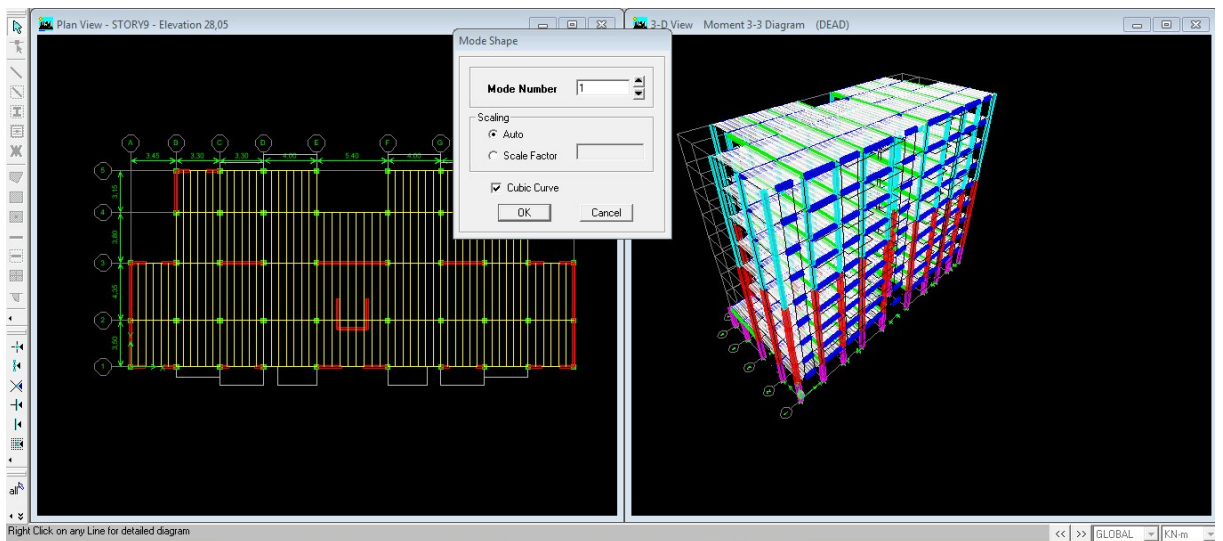 Plan View - STORY9 - Elevation 28,05
3-D View    Moment 3-3 Diagram    (DEAD)
Mode Shape
Mode Number 1
Scaling
Auto
Scale Factor
Cubic Curve
OK Cancel
A B C D E F G
3.45 3.30 3.30 4.00 5.40 4.00
5
3.15
4
3.80
3
4.35
2
3.50
1
all
Right Click on any Line for detailed diagram
<< >> GLOBAL KN-m